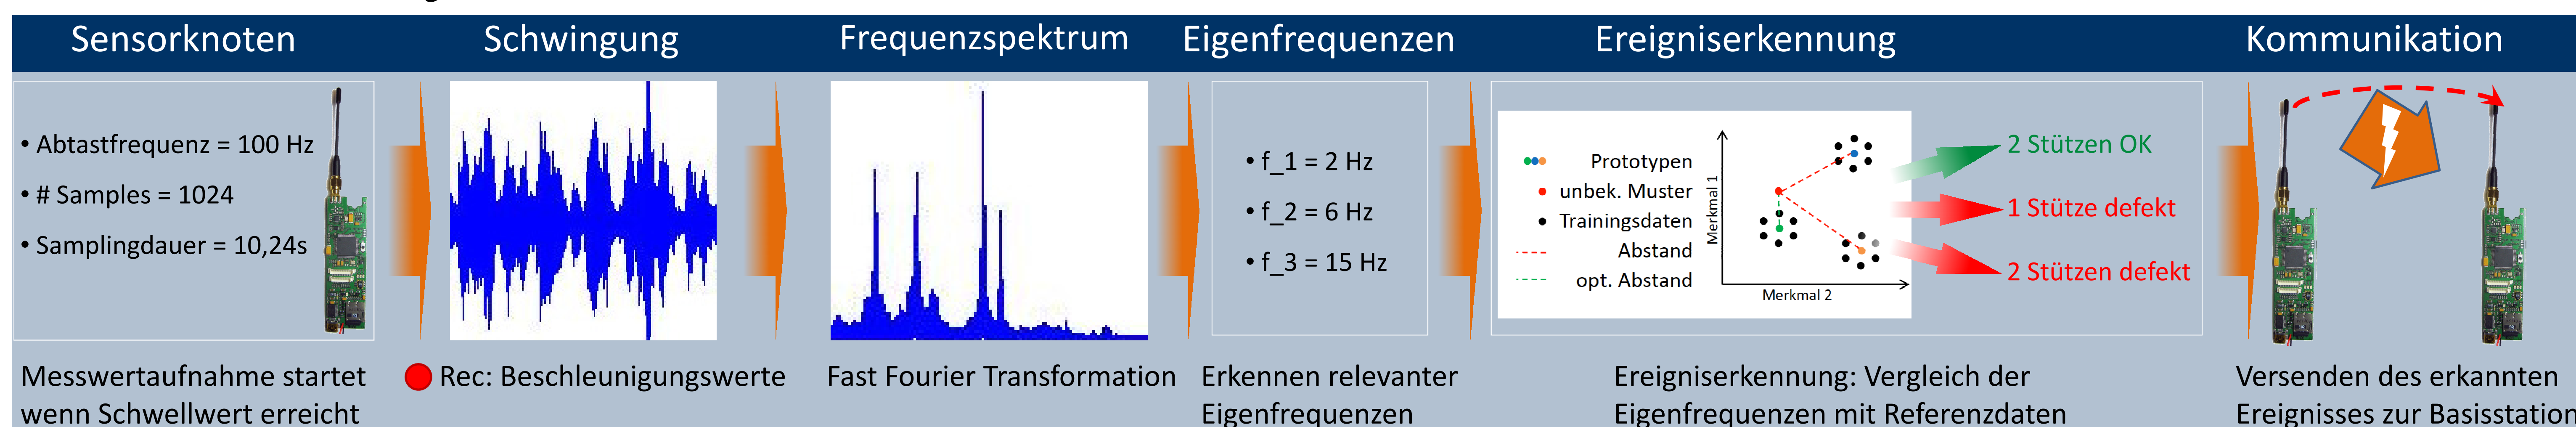 Sensorknoten
Schwingung
Frequenzspektrum
Eigenfrequenzen
Ereigniserkennung
Kommunikation
• Abtastfrequenz = 100 Hz
• # Samples = 1024
• Samplingdauer = 10,24s
• f_1 = 2 Hz
• f_2 = 6 Hz
• f_3 = 15 Hz
Prototypen
unbek. Muster
Trainingsdaten
Abstand
opt. Abstand
Merkmal 1
Merkmal 2
2 Stützen OK
1 Stütze defekt
2 Stützen defekt
Messwertaufnahme startet
wenn Schwellwert erreicht
Rec: Beschleunigungswerte
Fast Fourier Transformation
Erkennen relevanter
Eigenfrequenzen
Ereigniserkennung: Vergleich der
Eigenfrequenzen mit Referenzdaten
Versenden des erkannten
Ereignisses zur Basisstation